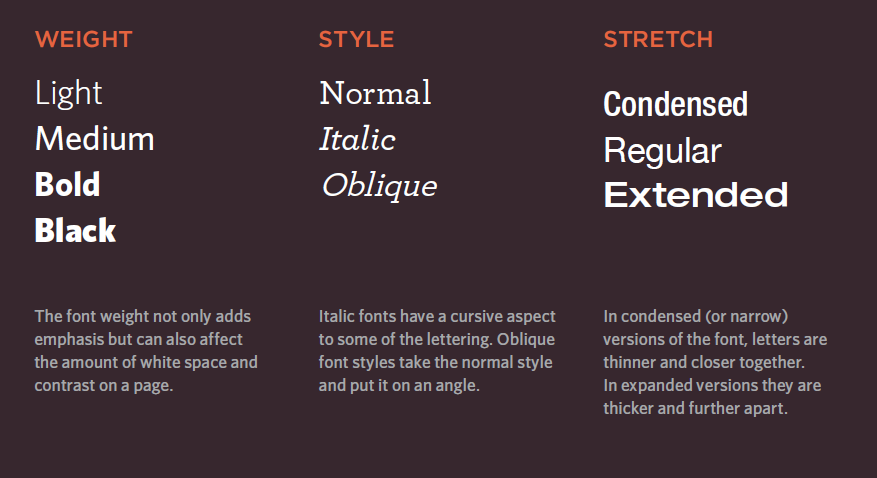 WEIGHT
Light
Medium
Bold
Black
The font weight not only adds
emphasis but can also affect
the amount of white space and
contrast on a page.
STYLE
Normal
Italic
Oblique
Italic fonts have a cursive aspect
to some of the lettering. Oblique
font styles take the normal style
and put it on an angle.
STRETCH
Condensed
Regular
Extended
In condensed (or narrow)
versions of the font, letters are
thinner and closer together.
In expanded versions they are
thicker and further apart.